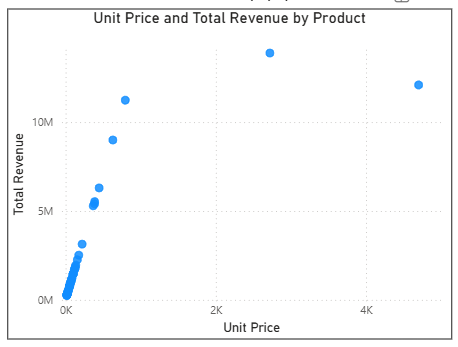 Unit Price and Total Revenue by Product
Total Revenue
10M
5M
0M
0K
2K
4K
Unit Price